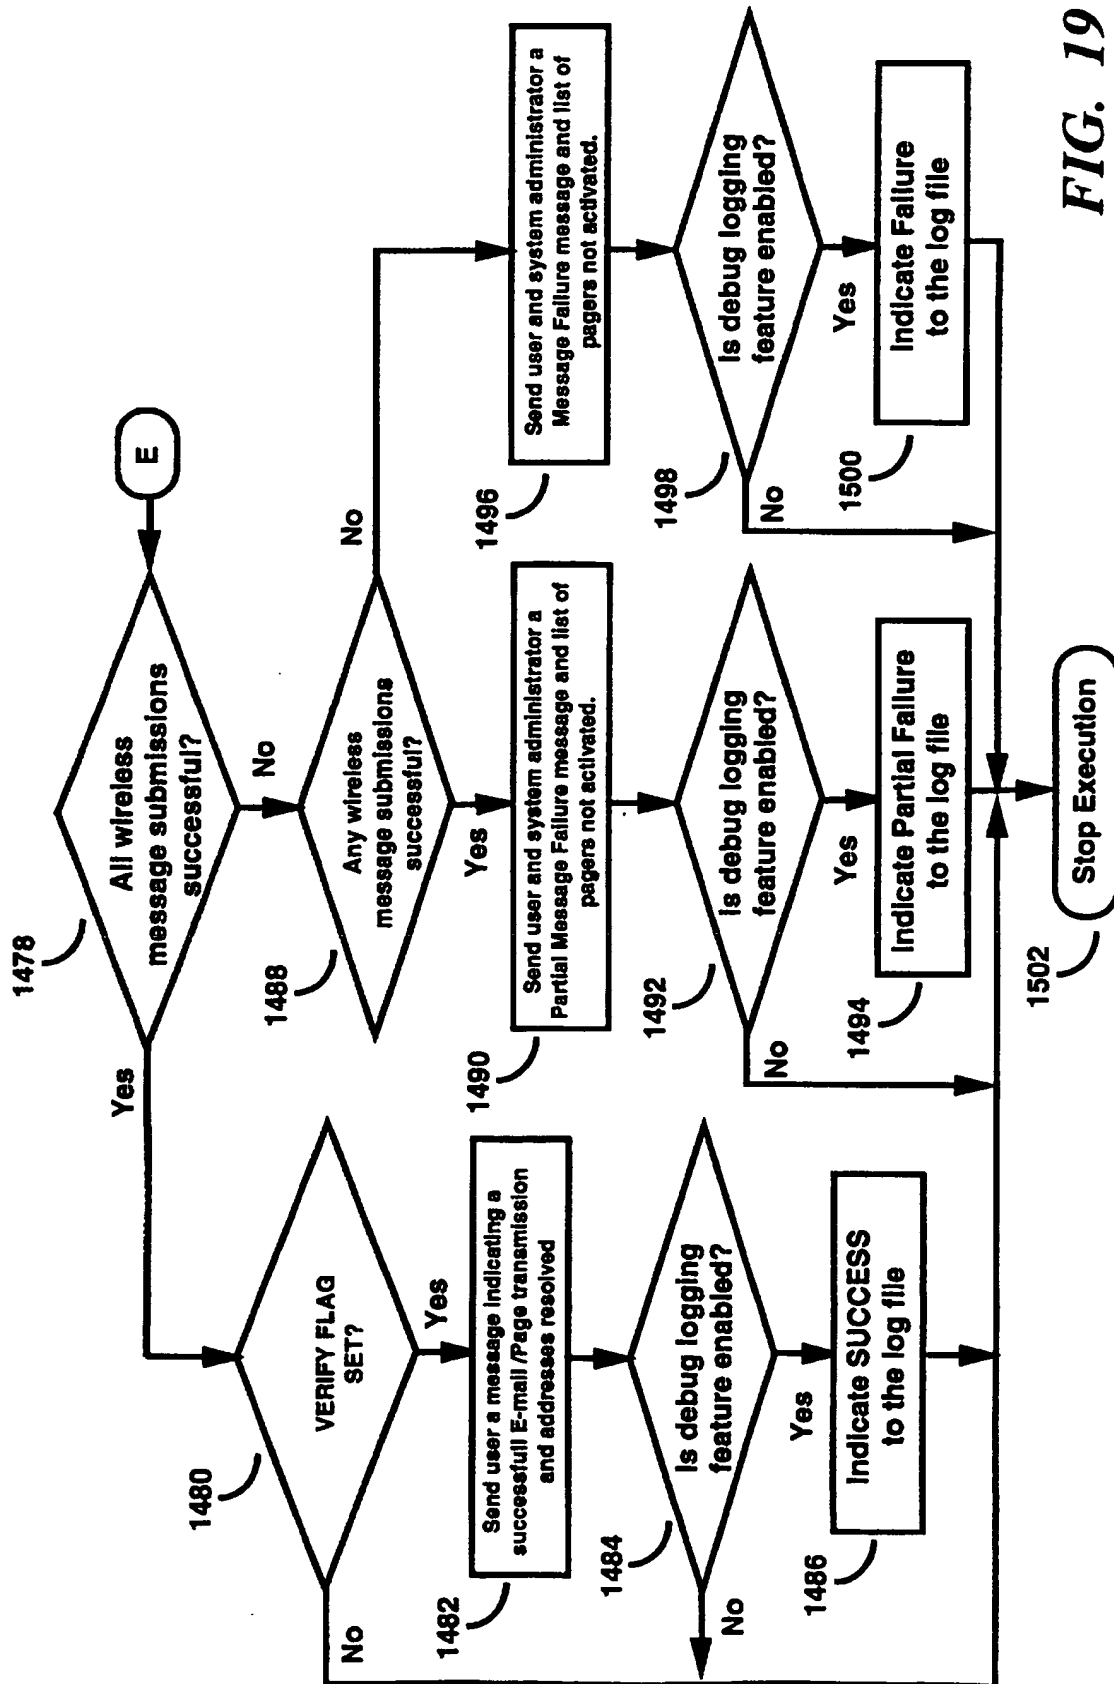 E
1478
All wireless
message submissions
successful?
Yes
No
1480
VERIFY FLAG
SET?
No
Yes
1488
Any wireless
message submissions
successful?
No
Yes
1482
Send user a message indicating a
successfull E-mail /Page transmission
and addresses resolved
1490
Send user and system administrator a
Partial Message Failure message and list of
pagers not activated.
1496
Send user and system administrator a
Message Failure message and list of
pagers not activated.
1484
Is debug logging
feature enabled?
No
Yes
1492
Is debug logging
feature enabled?
No
Yes
1498
Is debug logging
feature enabled?
No
Yes
1486
Indicate SUCCESS
to the log file
1494
Indicate Partial Failure
to the log file
1500
Indicate Failure
to the log file
1502
Stop Execution
FIG. 19